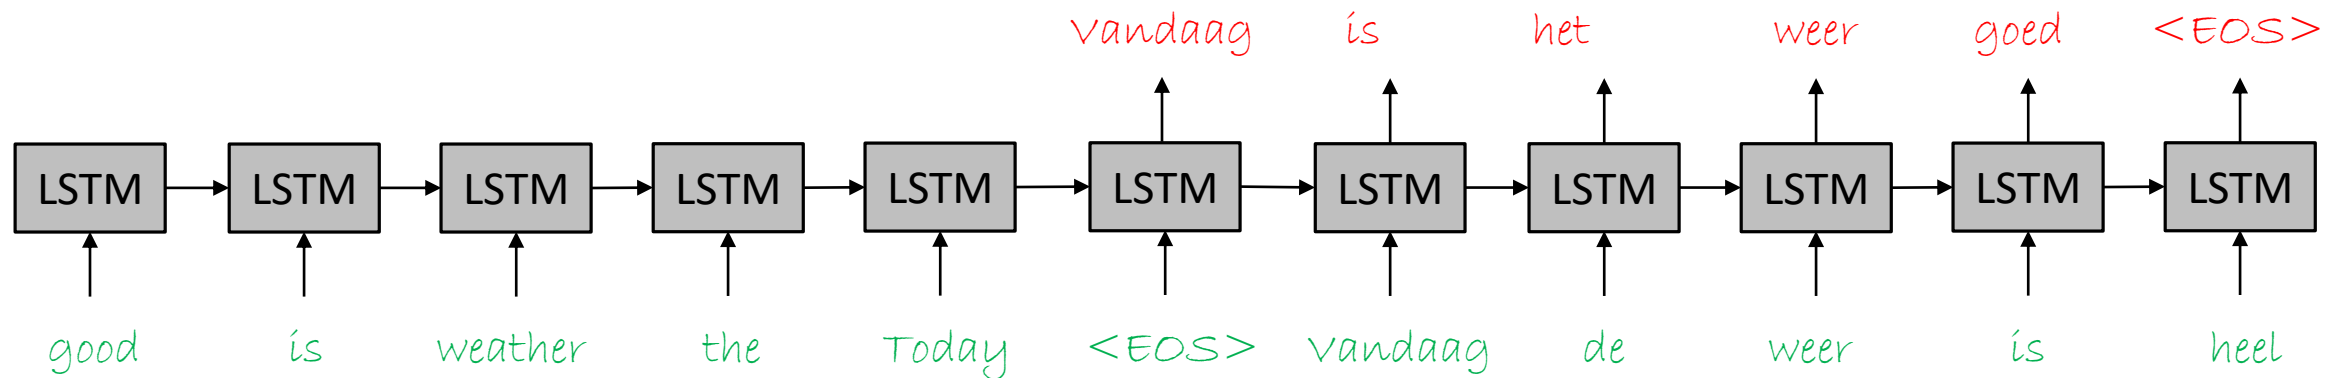 Vandaag is het weer goed <EOS>
LSTM LSTM LSTM LSTM LSTM LSTM LSTM LSTM LSTM LSTM LSTM
good is weather the Today <EOS> Vandaag de weer is heel